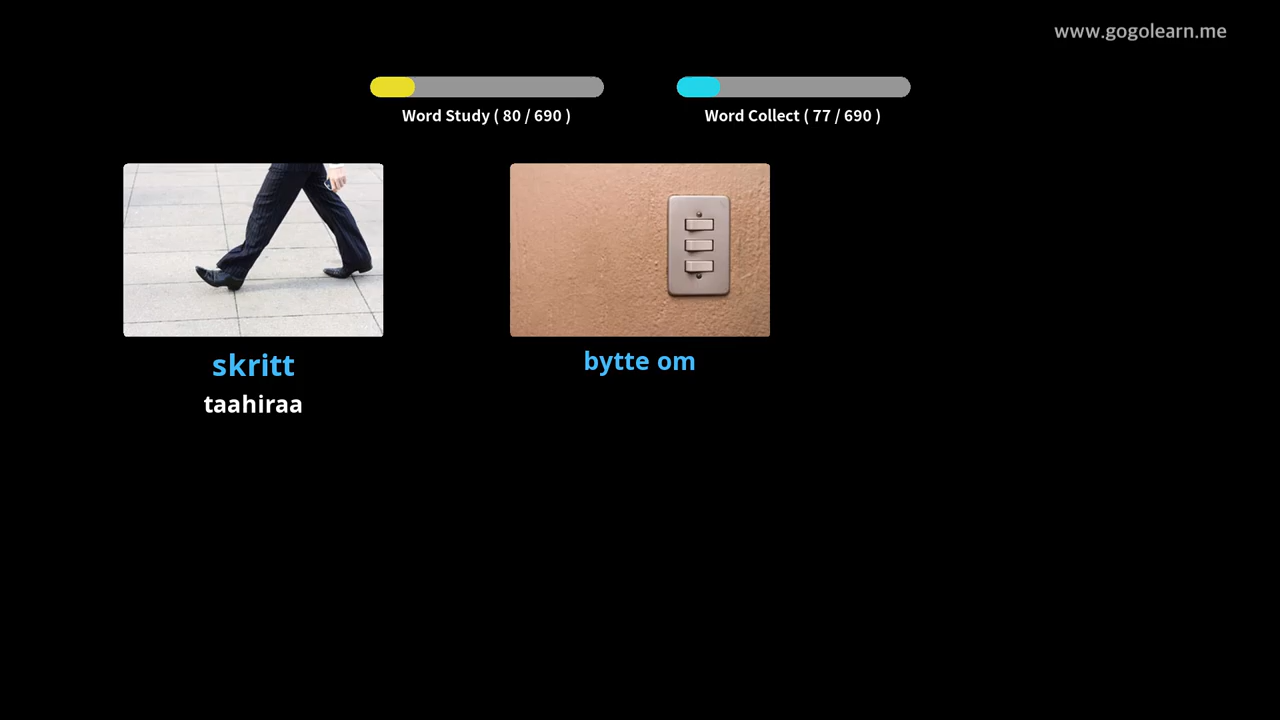 www.gogolearn.me
Word Study ( 80 / 690 )
Word Collect ( 77 / 690 )
skritt
taahiraa
bytte om